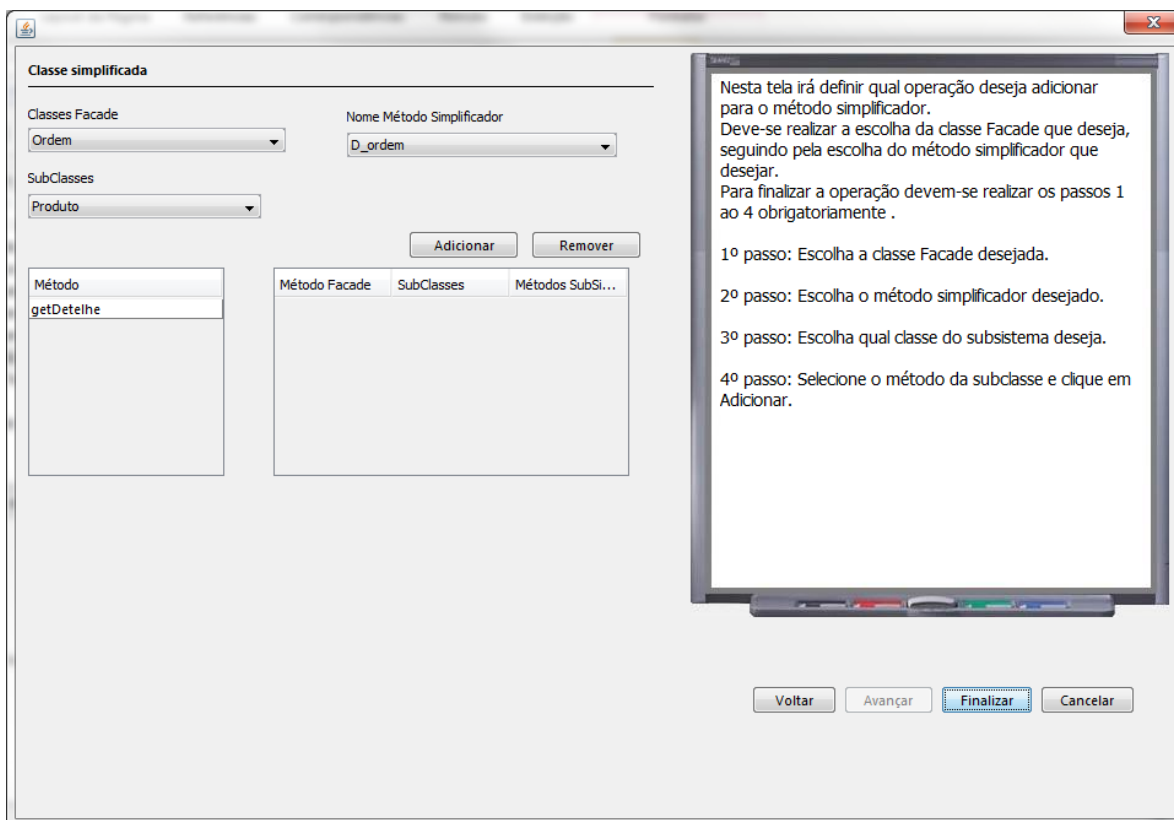 Classe simplificada
Classes Facade
Nome Método Simplificador
Ordem
D_ordem
SubClasses
Produto
Adicionar
Remover
Método
Método Facade
SubClasses
Métodos SubSi...
getDetelhe
Nesta tela irá definir qual operação deseja adicionar
para o método simplificador.
Deve-se realizar a escolha da classe Facade que deseja,
seguindo pela escolha do método simplificador que
desejar.
Para finalizar a operação devem-se realizar os passos 1
ao 4 obrigatoriamente .
1º passo: Escolha a classe Facade desejada.
2º passo: Escolha o método simplificador desejado.
3º passo: Escolha qual classe do subsistema deseja.
4º passo: Selecione o método da subclasse e clique em
Adicionar.
Voltar
Avançar
Finalizar
Cancelar